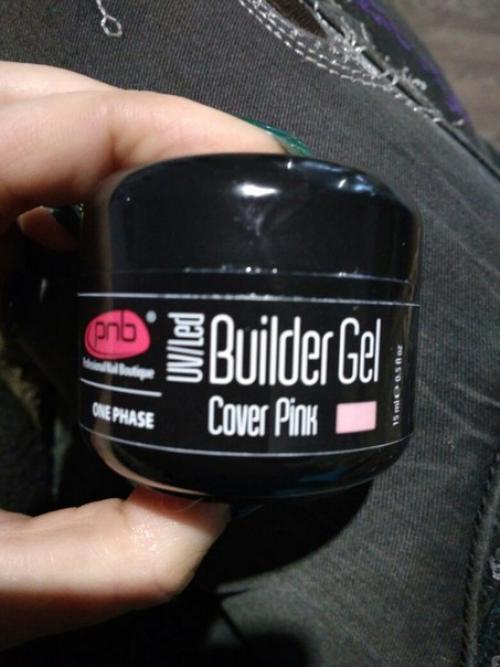 pnb®
Professional Nail Boutique
ONE PHASE
UV/Led
Builder Gel
Cover Pink
15 ml ℮ 0.5 fl oz